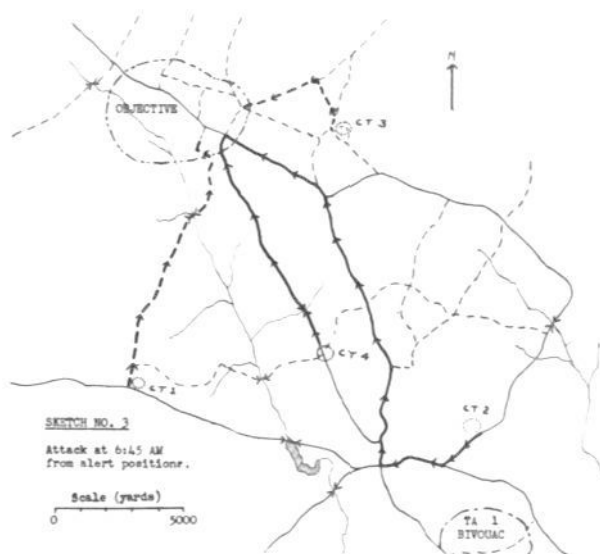 N
OBJECTIVE
CT 3
CT 4
CT 1
CT 2
SKETCH NO. 3
Attack at 6:45 AM
from alert positions.
Scale (yards)
0 5000
TA 1
BIVOUAC